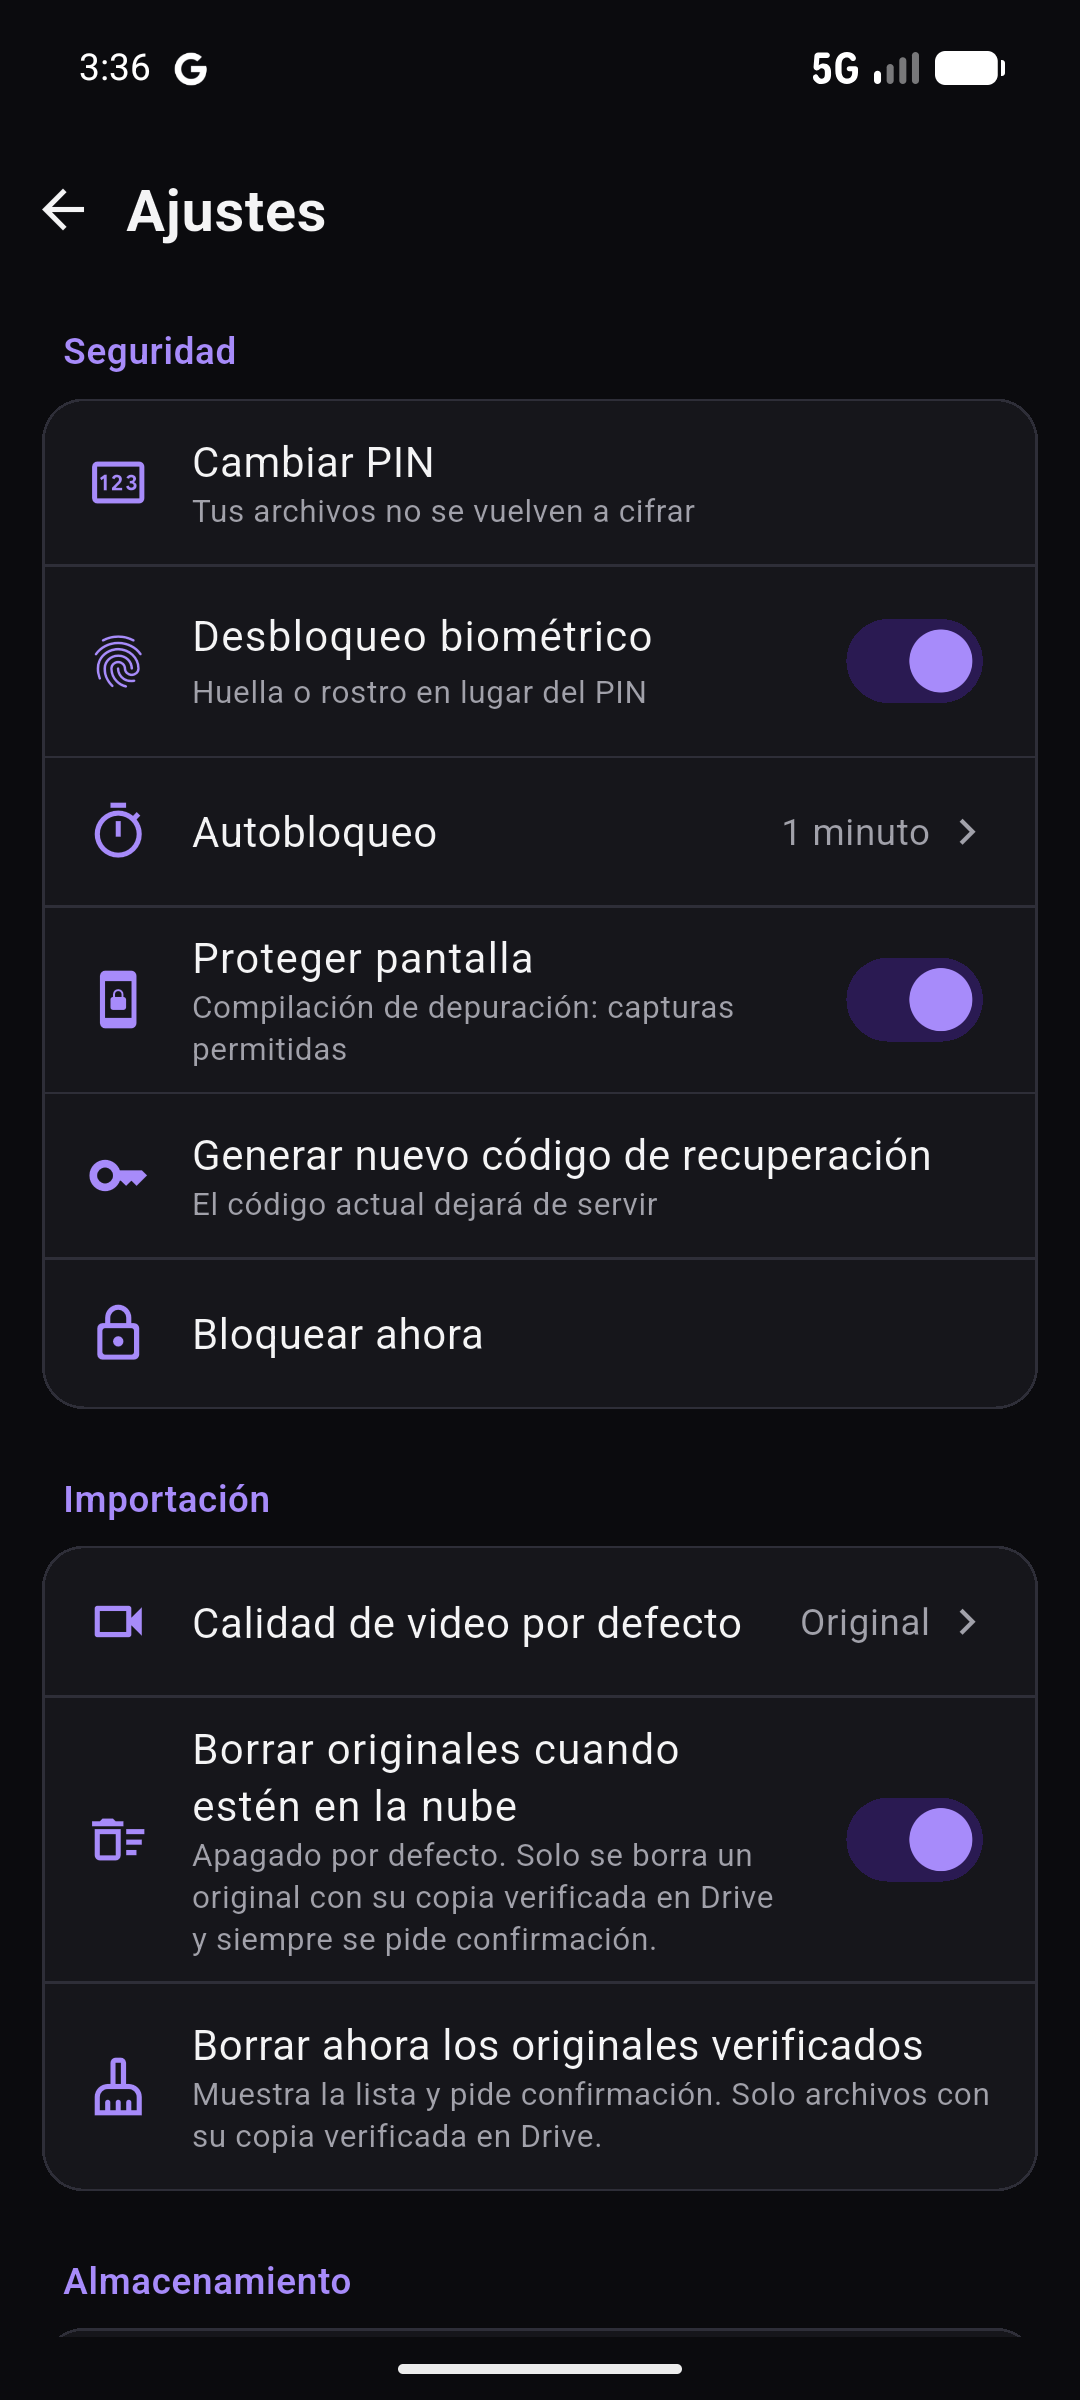 3:36
5G
Ajustes
Seguridad
Cambiar PIN
Tus archivos no se vuelven a cifrar
Desbloqueo biométrico
Huella o rostro en lugar del PIN
Autobloqueo
1 minuto
Proteger pantalla
Compilación de depuración: capturas
permitidas
Generar nuevo código de recuperación
El código actual dejará de servir
Bloquear ahora
Importación
Calidad de video por defecto
Original
Borrar originales cuando
estén en la nube
Apagado por defecto. Solo se borra un
original con su copia verificada en Drive
y siempre se pide confirmación.
Borrar ahora los originales verificados
Muestra la lista y pide confirmación. Solo archivos con
su copia verificada en Drive.
Almacenamiento